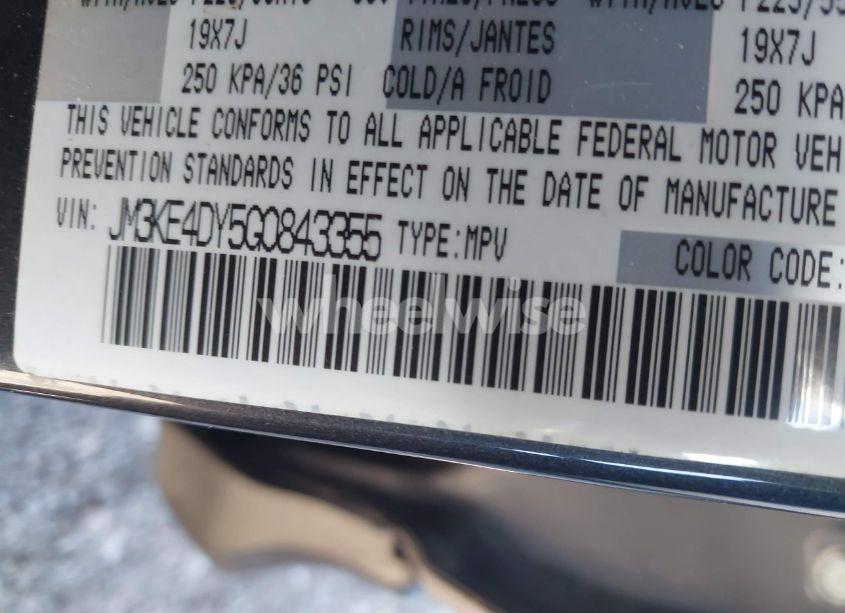 19X7J RIMS/JANTES 19X7J
250 KPA/36 PSI COLD/A FROID 250 KPA
THIS VEHICLE CONFORMS TO ALL APPLICABLE FEDERAL MOTOR VEH
PREVENTION STANDARDS IN EFFECT ON THE DATE OF MANUFACTURE
VIN: JM3KE4DY5G0843355 TYPE:MPV COLOR CODE:
wheelwise